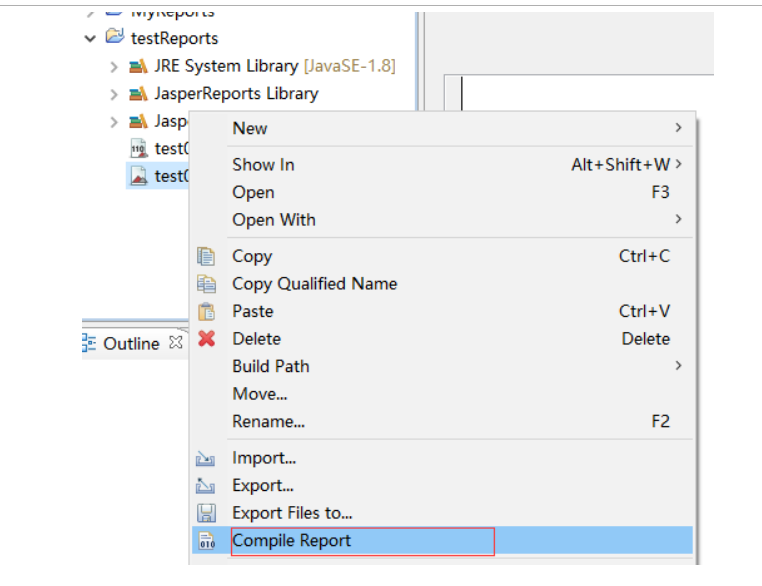 MyReports
testReports
JRE System Library [JavaSE-1.8]
JasperReports Library
Jasp
test0
test0
New
Show In Alt+Shift+W
Open F3
Open With
Copy Ctrl+C
Copy Qualified Name
Paste Ctrl+V
Delete Delete
Build Path
Move...
Rename... F2
Import...
Export...
Export Files to...
Compile Report
Outline